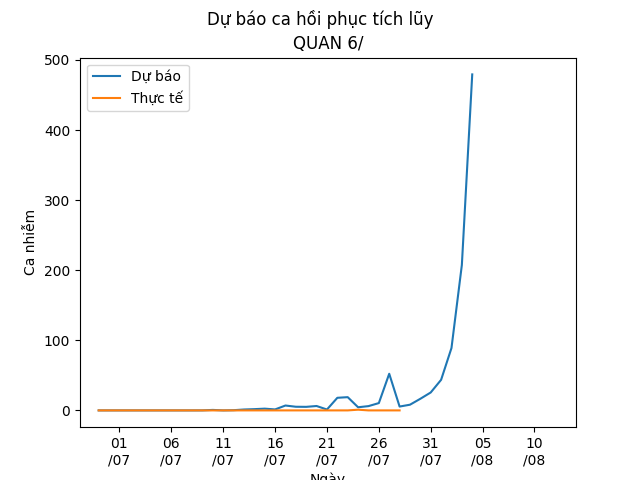 Dự báo ca hồi phục tích lũy
QUAN 6/
Dự báo
Thực tế
Ca nhiễm
500
400
300
200
100
0
01 06 11 16 21 26 31 05 10
/07 /07 /07 /07 /07 /07 /07 /08 /08
Ngày